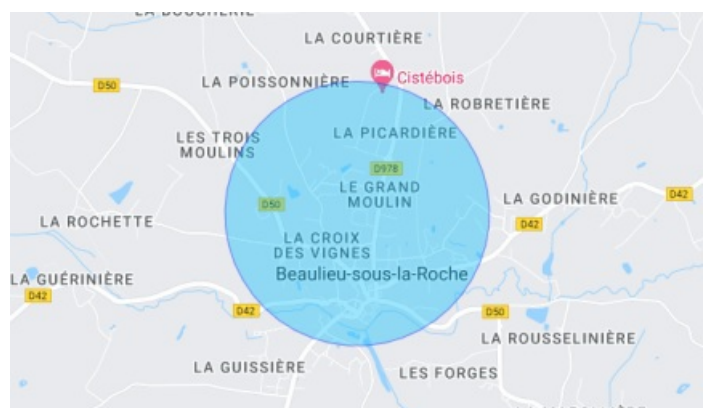 LA BOUCHERIE
LA COURTIÈRE
Cistébois
LA POISSONNIÈRE
D50
LA ROBRETIÈRE
LA PICARDIÈRE
LES TROIS
MOULINS
D978
LE GRAND
MOULIN
D42
LA GODINIÈRE
D50
LA ROCHETTE
D42
LA CROIX
DES VIGNES
Beaulieu-sous-la-Roche
LA GUÉRINIÈRE
D42
D42
D50
LA ROUSSELINIÈRE
LA GUISSIÈRE
LES FORGES